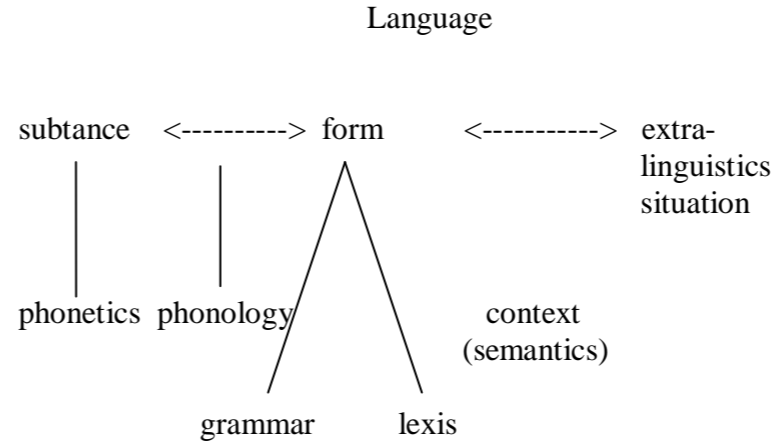 Language
subtance <----------> form <-----------> extra-
linguistics
situation
phonetics phonology context
(semantics)
grammar lexis